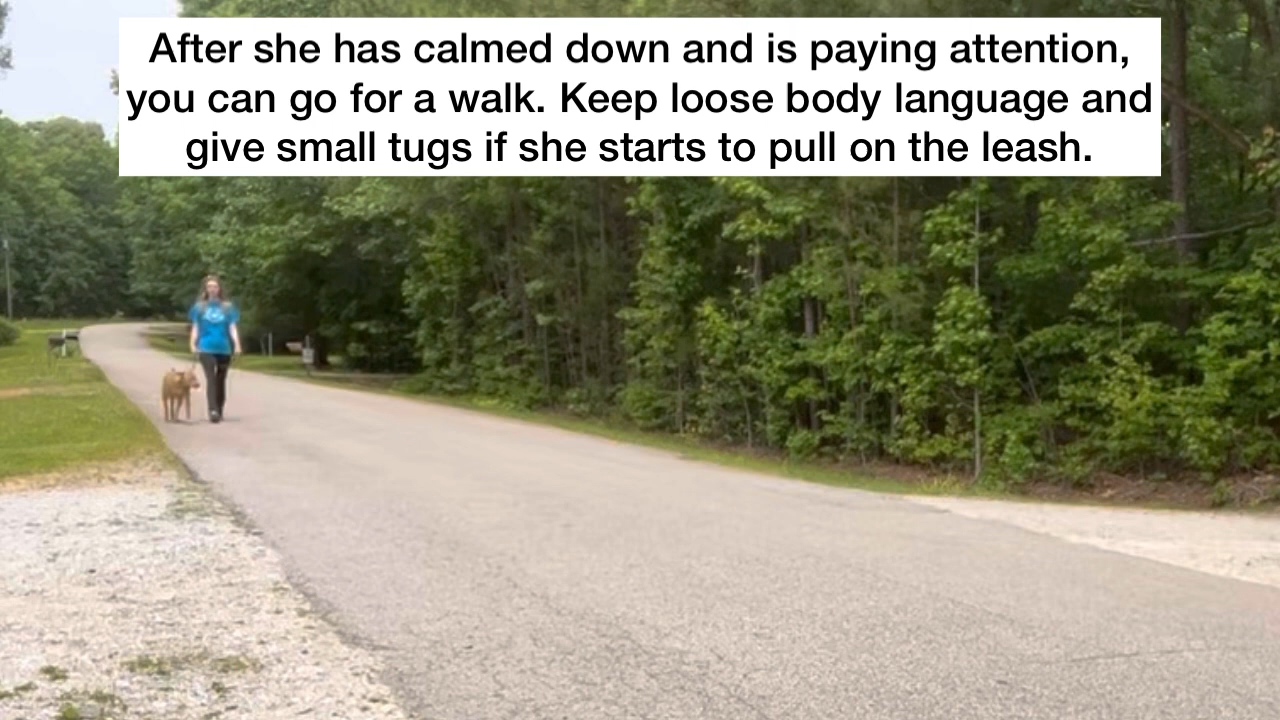 After she has calmed down and is paying attention,
you can go for a walk. Keep loose body language and
give small tugs if she starts to pull on the leash.